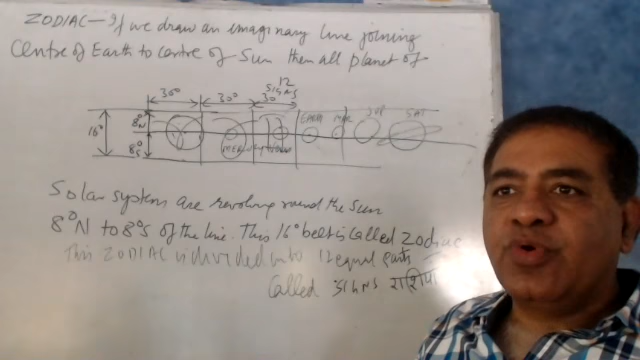 ZODIAC - If we draw an imaginary line joining
Centre of Earth to centre of Sun then all planet of
30° 30° 30° 12 SIGNS
16° 8°N 8°S
EARTH MAR JUP SAT
MER
Solar system are revolving round the Sun
8°N to 8°S of the line. This 16° belt is called Zodiac
This ZODIAC is divided into 12 equal parts
Called SIGNS राशियां